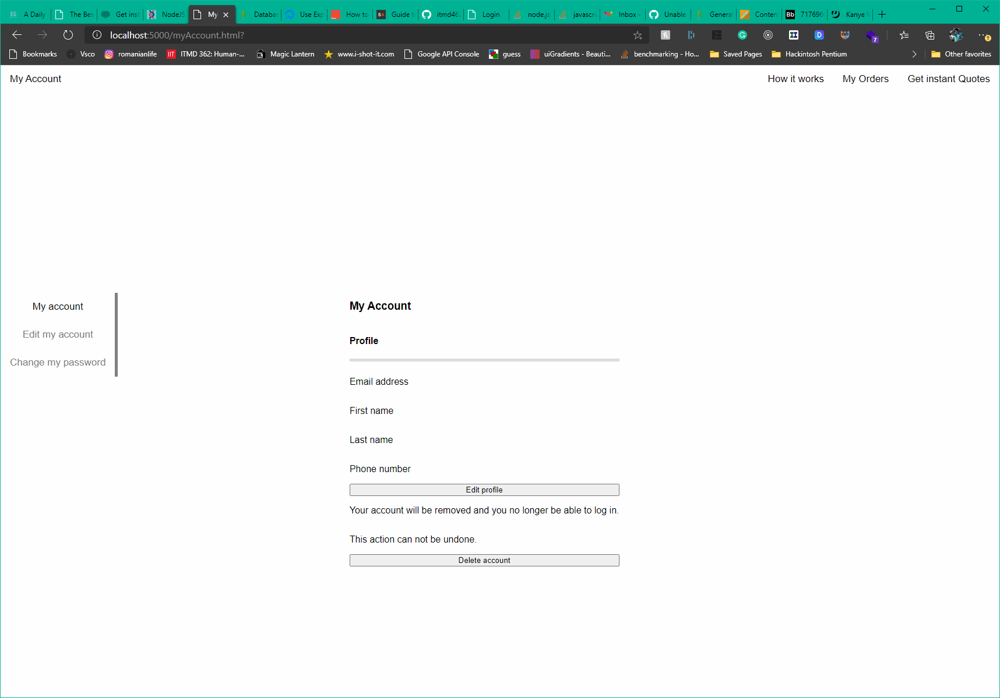 EG A Daily The Bes Get inst NodeJS My Databa Use Exp How to SA Guide t itmd46 Login node.js javascri Inbox - Unable Genera Conten Bb 717696 Kanye W
localhost:5000/myAccount.html?
Bookmarks Vsco romanianlife IIT ITMD 362: Human-... Magic Lantern www.i-shot-it.com Google API Console guess uiGradients - Beauti... benchmarking - Ho... Saved Pages Hackintosh Pentium Other favorites
My Account How it works My Orders Get instant Quotes
My account
Edit my account
Change my password
My Account
Profile
Email address
First name
Last name
Phone number
Edit profile
Your account will be removed and you no longer be able to log in.
This action can not be undone.
Delete account